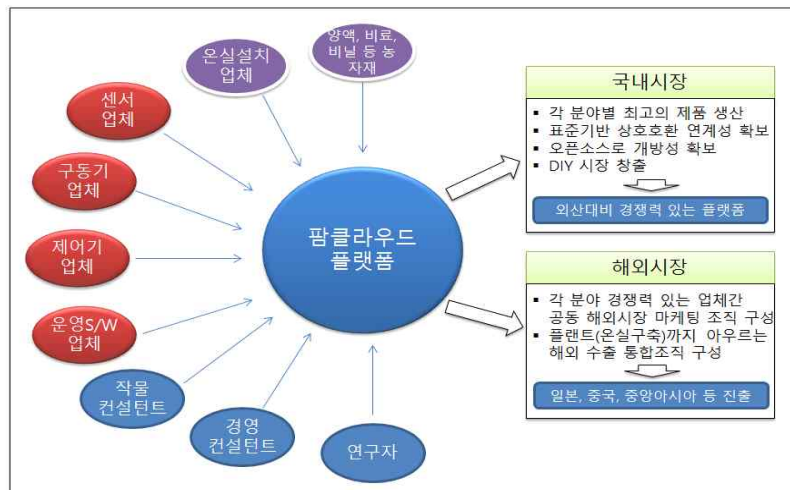 양액, 비료,
비닐 등 농
자재
온실설치
업체
센서
업체
구동기
업체
제어기
업체
운영S/W
업체
작물
컨설턴트
경영
컨설턴트
연구자
팜클라우드
플랫폼
국내시장
▪ 각 분야별 최고의 제품 생산
▪ 표준기반 상호호환 연계성 확보
▪ 오픈소스로 개방성 확보
▪ DIY 시장 창출
외산대비 경쟁력 있는 플랫폼
해외시장
▪ 각 분야 경쟁력 있는 업체간
공동 해외시장 마케팅 조직 구성
▪ 플랜트(온실구축)까지 아우르는
해외 수출 통합조직 구성
일본, 중국, 중앙아시아 등 진출